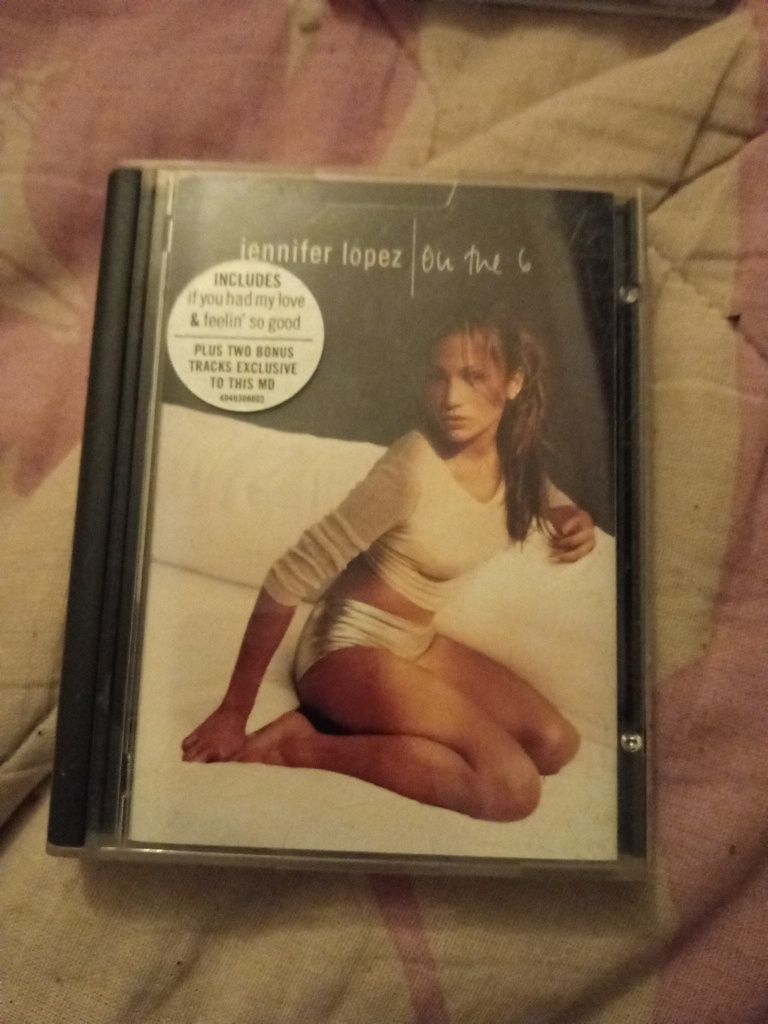 jennifer lopez | on the 6
INCLUDES
if you had my love
& feelin' so good
PLUS TWO BONUS
TRACKS EXCLUSIVE
TO THIS MD